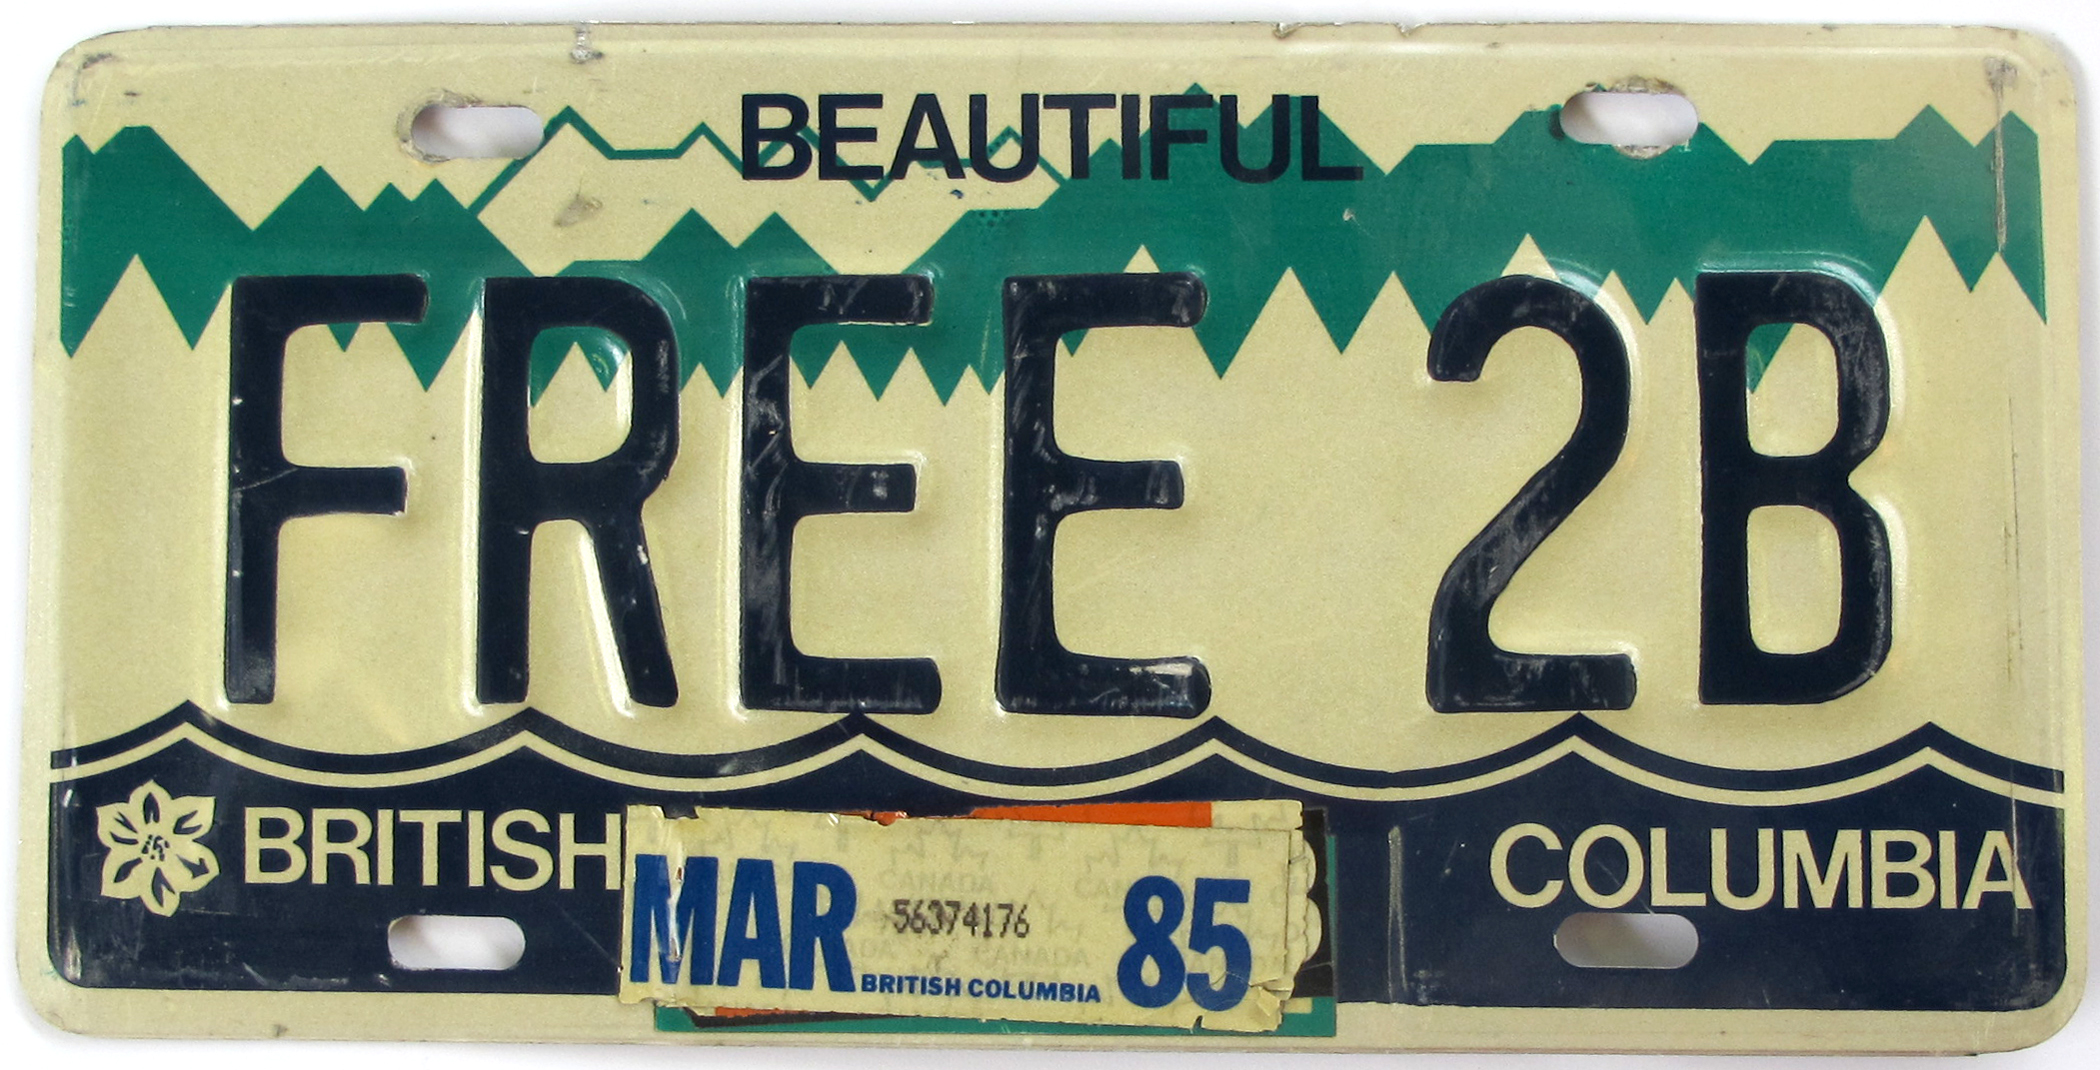 BEAUTIFUL
FREE 2B
BRITISH COLUMBIA
MAR 56374176 85
BRITISH COLUMBIA